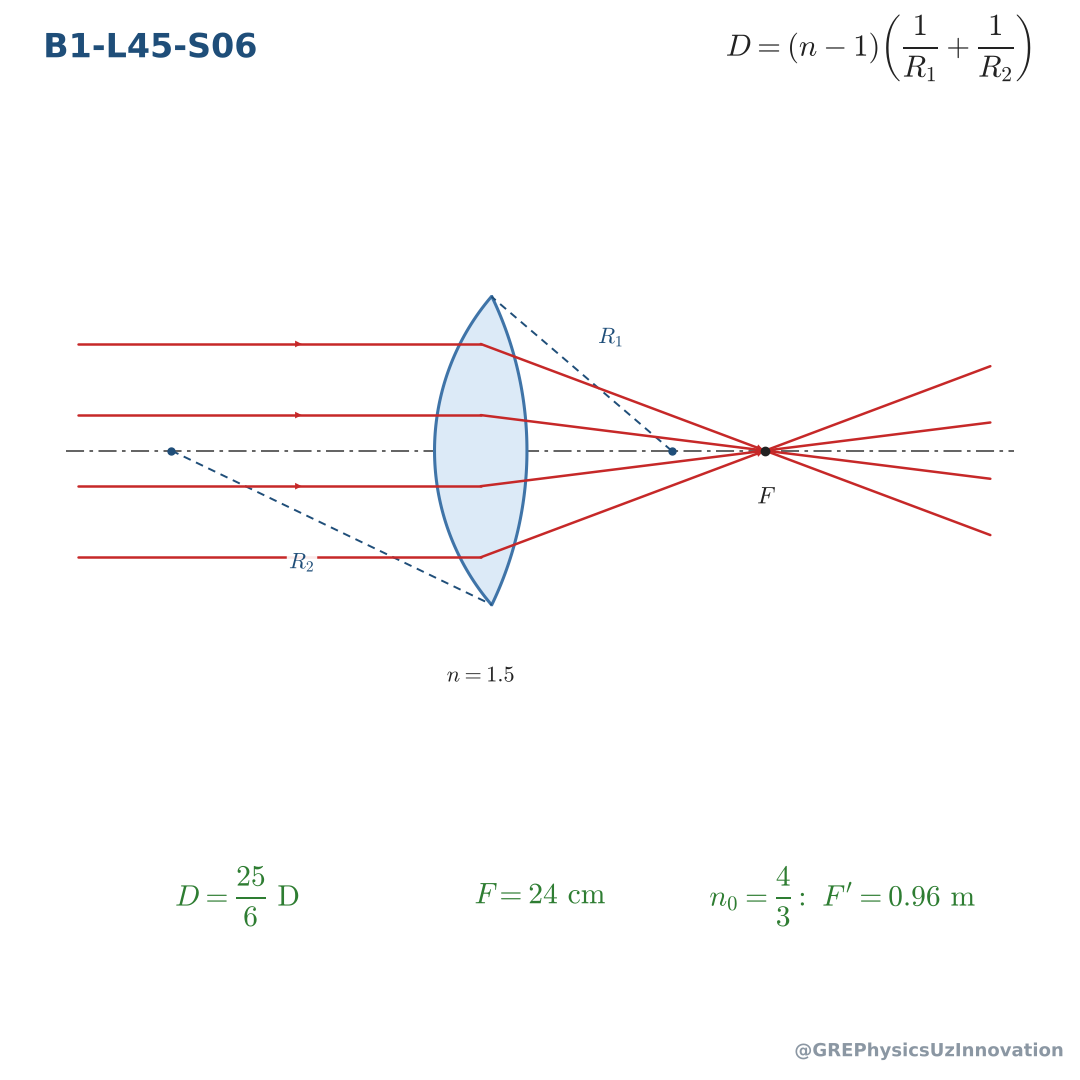 B1-L45-S06
D = (n − 1)(1/R₁ + 1/R₂)
R₁
F
R₂
n = 1.5
D = 25/6 D
F = 24 cm
n₀ = 4/3 : F′ = 0.96 m
@GREPhysicsUzInnovation